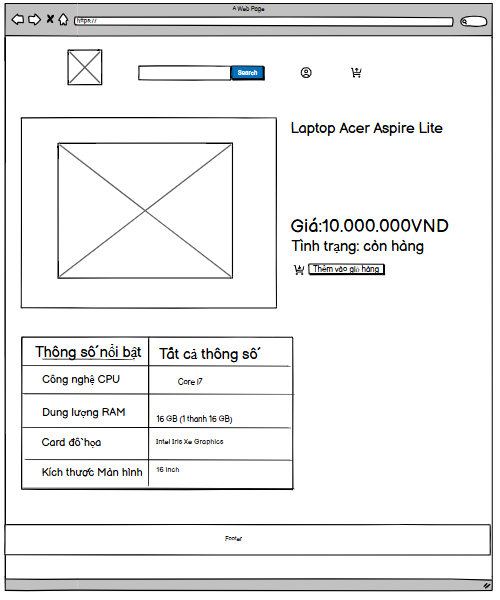 A Web Page
https://
Search
Laptop Acer Aspire Lite
Giá:10.000.000VND
Tình trạng: còn hàng
Thêm vào giỏ hàng
Thông số nổi bật Tất cả thông số
Công nghệ CPU Core i7
Dung lượng RAM 16 GB (1 thanh 16 GB)
Card đồ họa Intel Iris Xe Graphics
Kích thước Màn hình 16 inch
Footer